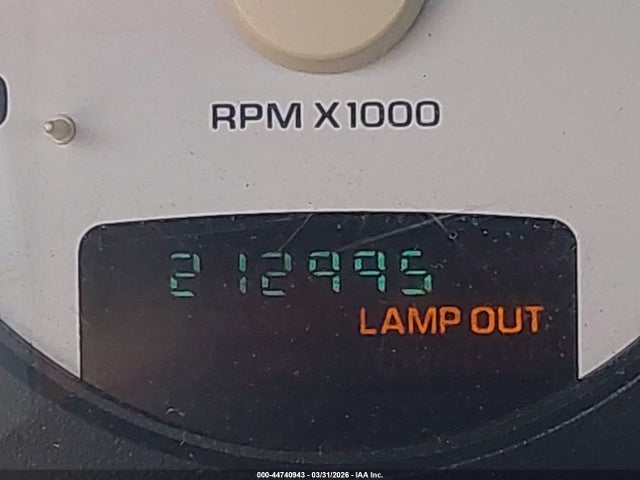 RPM X1000
212995
LAMP OUT
000-44740943 - 03/31/2026 - IAA Inc.